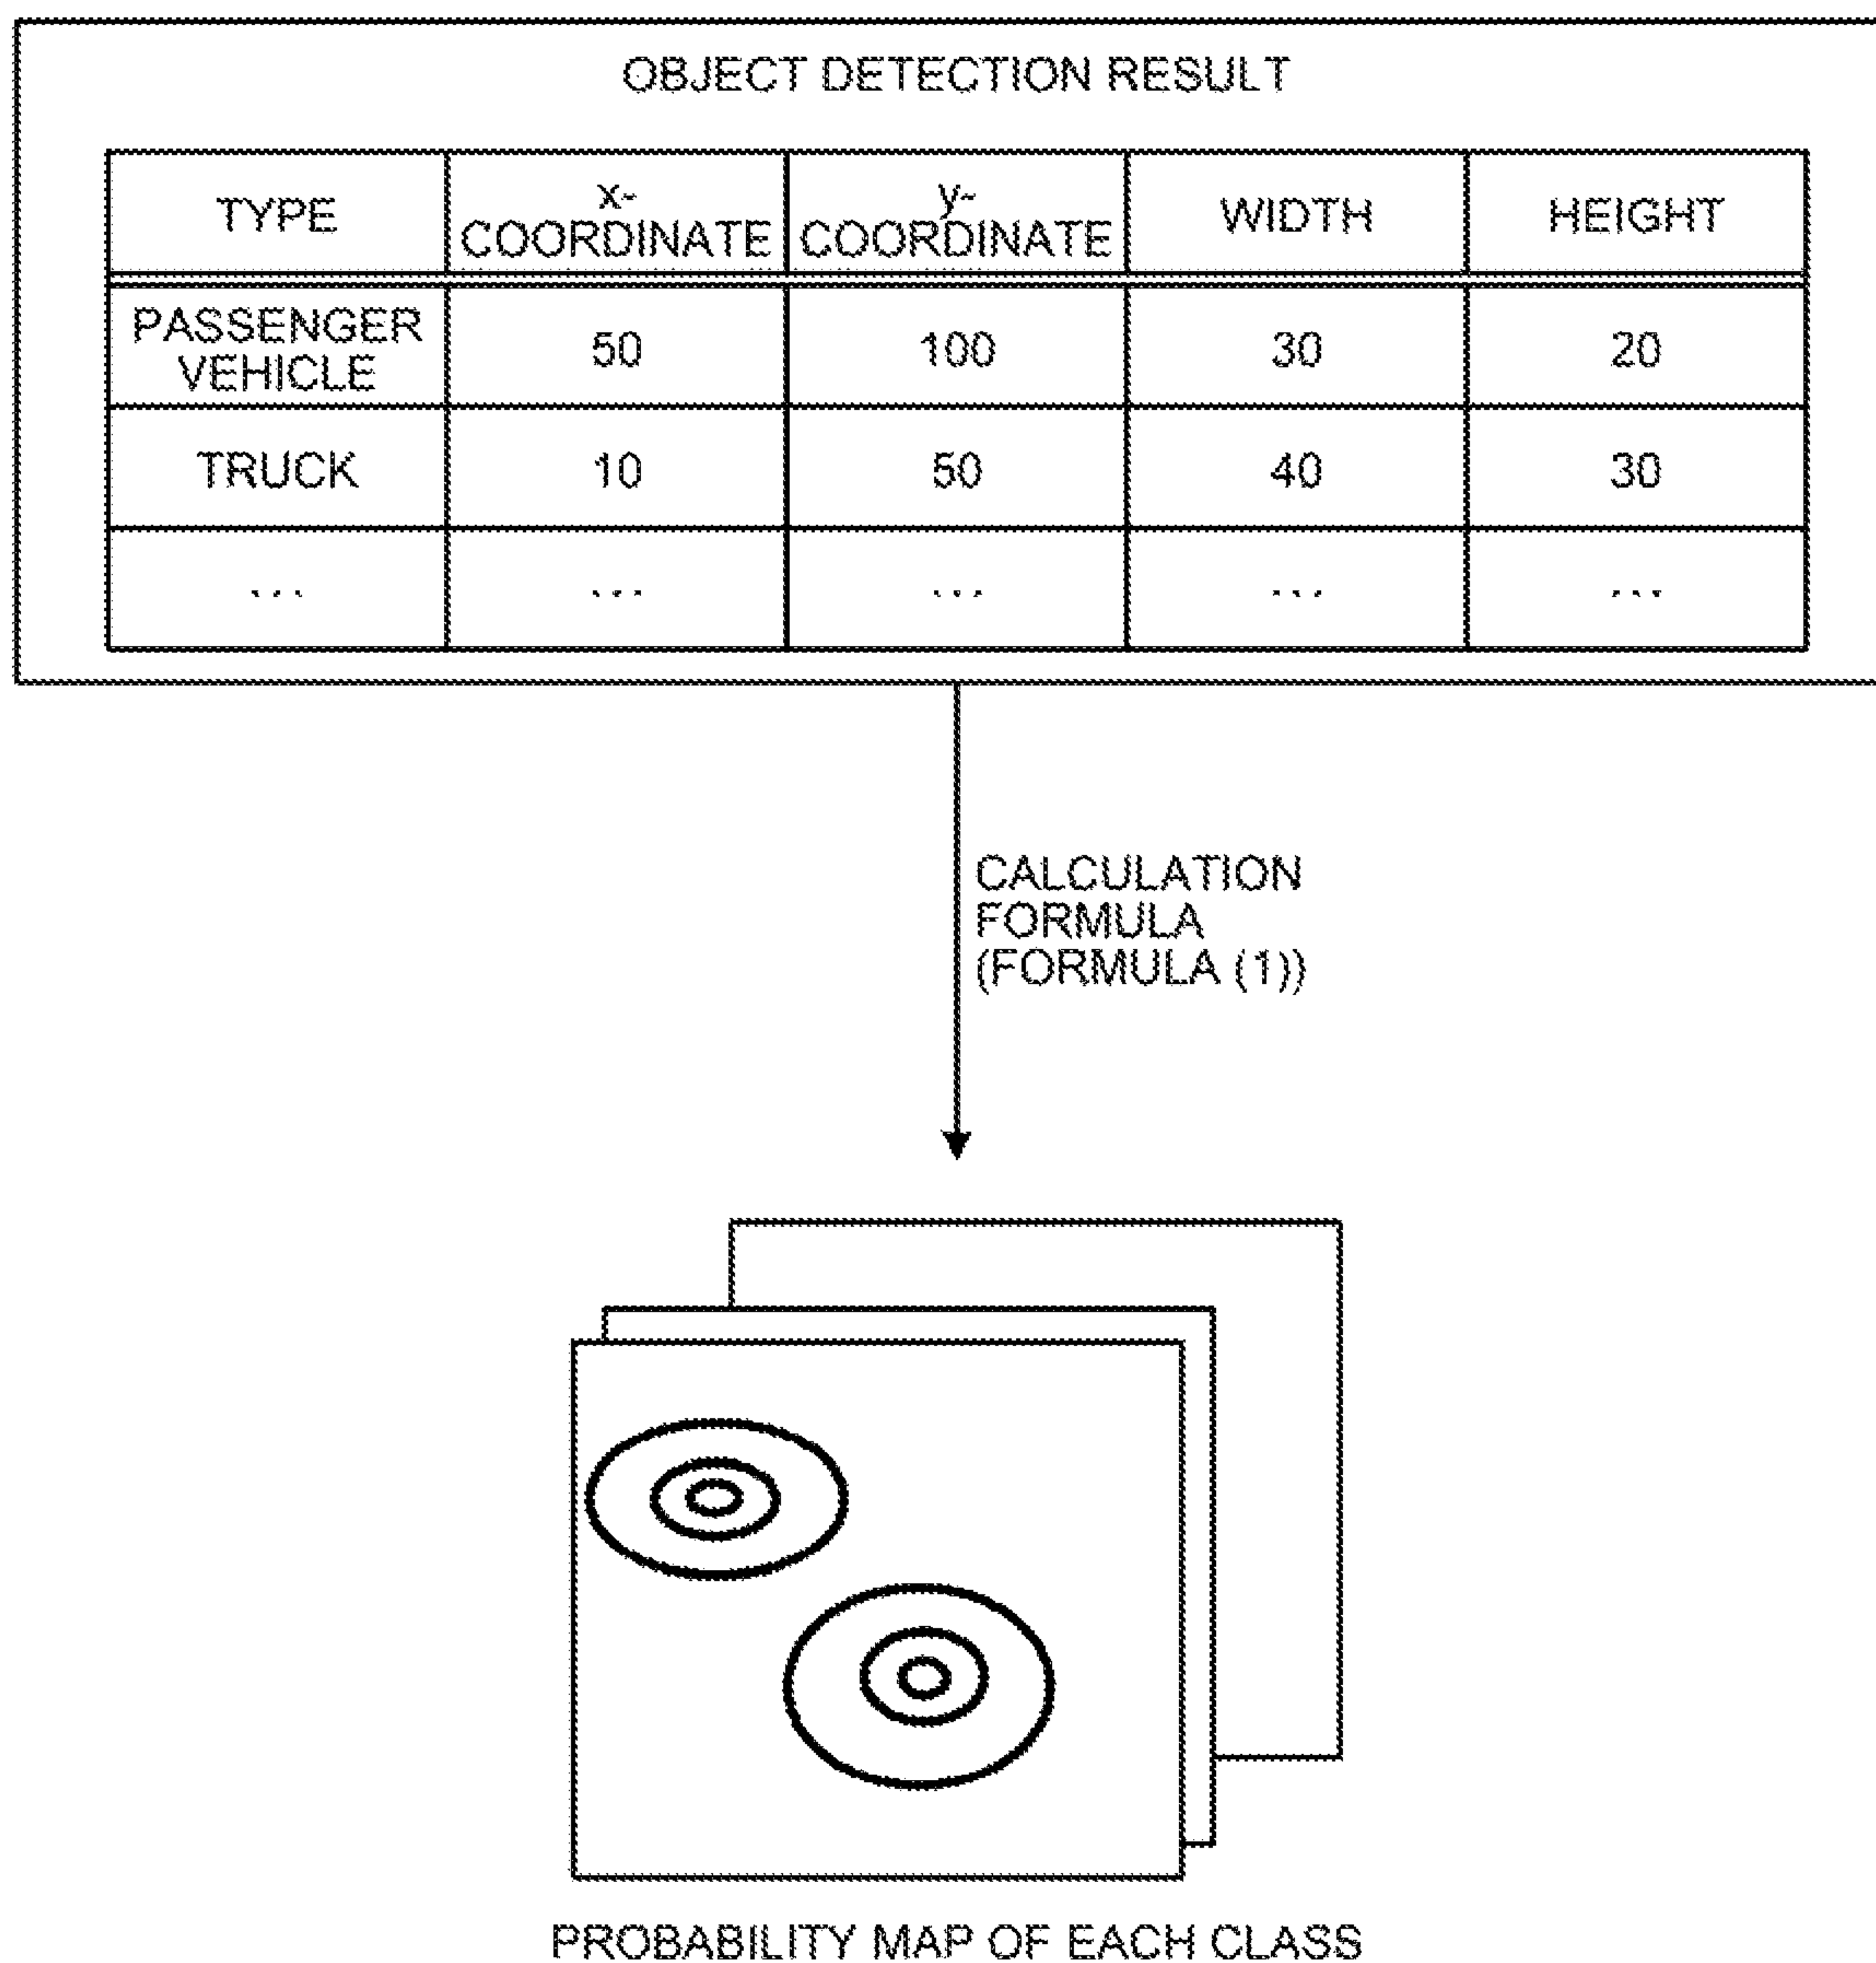 OBJECT DETECTION RESULT
TYPE
x-
COORDINATE
y-
COORDINATE
WIDTH
HEIGHT
PASSENGER
VEHICLE
50
100
30
20
TRUCK
10
50
40
30
... ... ... ... ...
CALCULATION
FORMULA
(FORMULA (1))
PROBABILITY MAP OF EACH CLASS